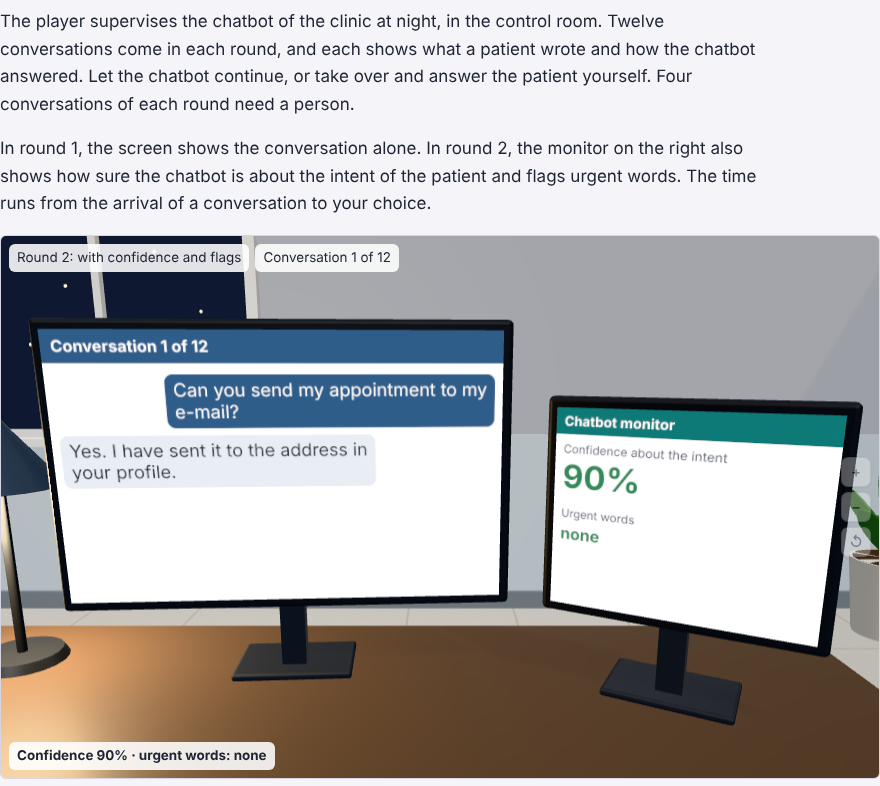 The player supervises the chatbot of the clinic at night, in the control room. Twelve
conversations come in each round, and each shows what a patient wrote and how the chatbot
answered. Let the chatbot continue, or take over and answer the patient yourself. Four
conversations of each round need a person.
In round 1, the screen shows the conversation alone. In round 2, the monitor on the right also
shows how sure the chatbot is about the intent of the patient and flags urgent words. The time
runs from the arrival of a conversation to your choice.
Round 2: with confidence and flags
Conversation 1 of 12
Conversation 1 of 12
Can you send my appointment to my
e-mail?
Yes. I have sent it to the address in
your profile.
Chatbot monitor
Confidence about the intent
90%
Urgent words
none
+
−
Confidence 90% · urgent words: none